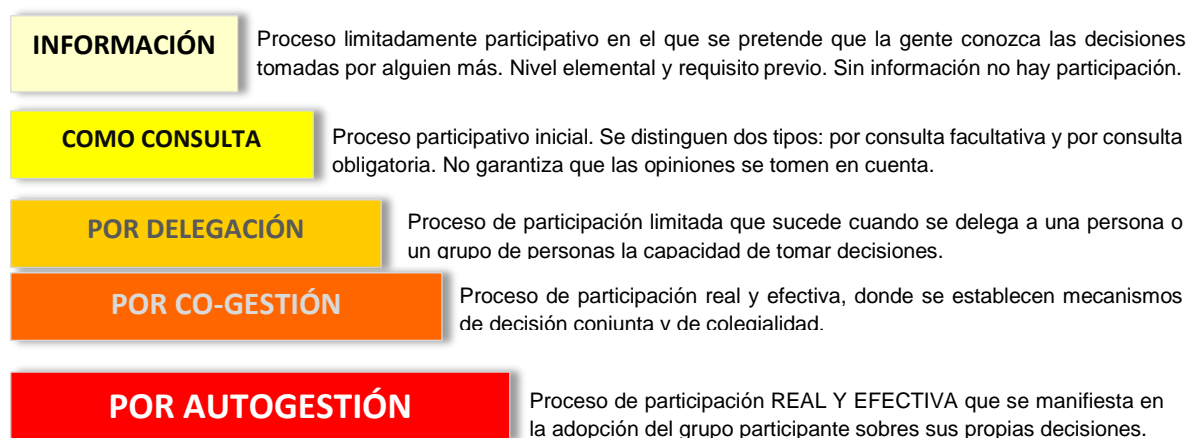 INFORMACIÓN
Proceso limitadamente participativo en el que se pretende que la gente conozca las decisiones
tomadas por alguien más. Nivel elemental y requisito previo. Sin información no hay participación.
COMO CONSULTA
Proceso participativo inicial. Se distinguen dos tipos: por consulta facultativa y por consulta
obligatoria. No garantiza que las opiniones se tomen en cuenta.
POR DELEGACIÓN
Proceso de participación limitada que sucede cuando se delega a una persona o
un grupo de personas la capacidad de tomar decisiones.
POR CO-GESTIÓN
Proceso de participación real y efectiva, donde se establecen mecanismos
de decisión conjunta y de colegialidad.
POR AUTOGESTIÓN
Proceso de participación REAL Y EFECTIVA que se manifiesta en
la adopción del grupo participante sobres sus propias decisiones.